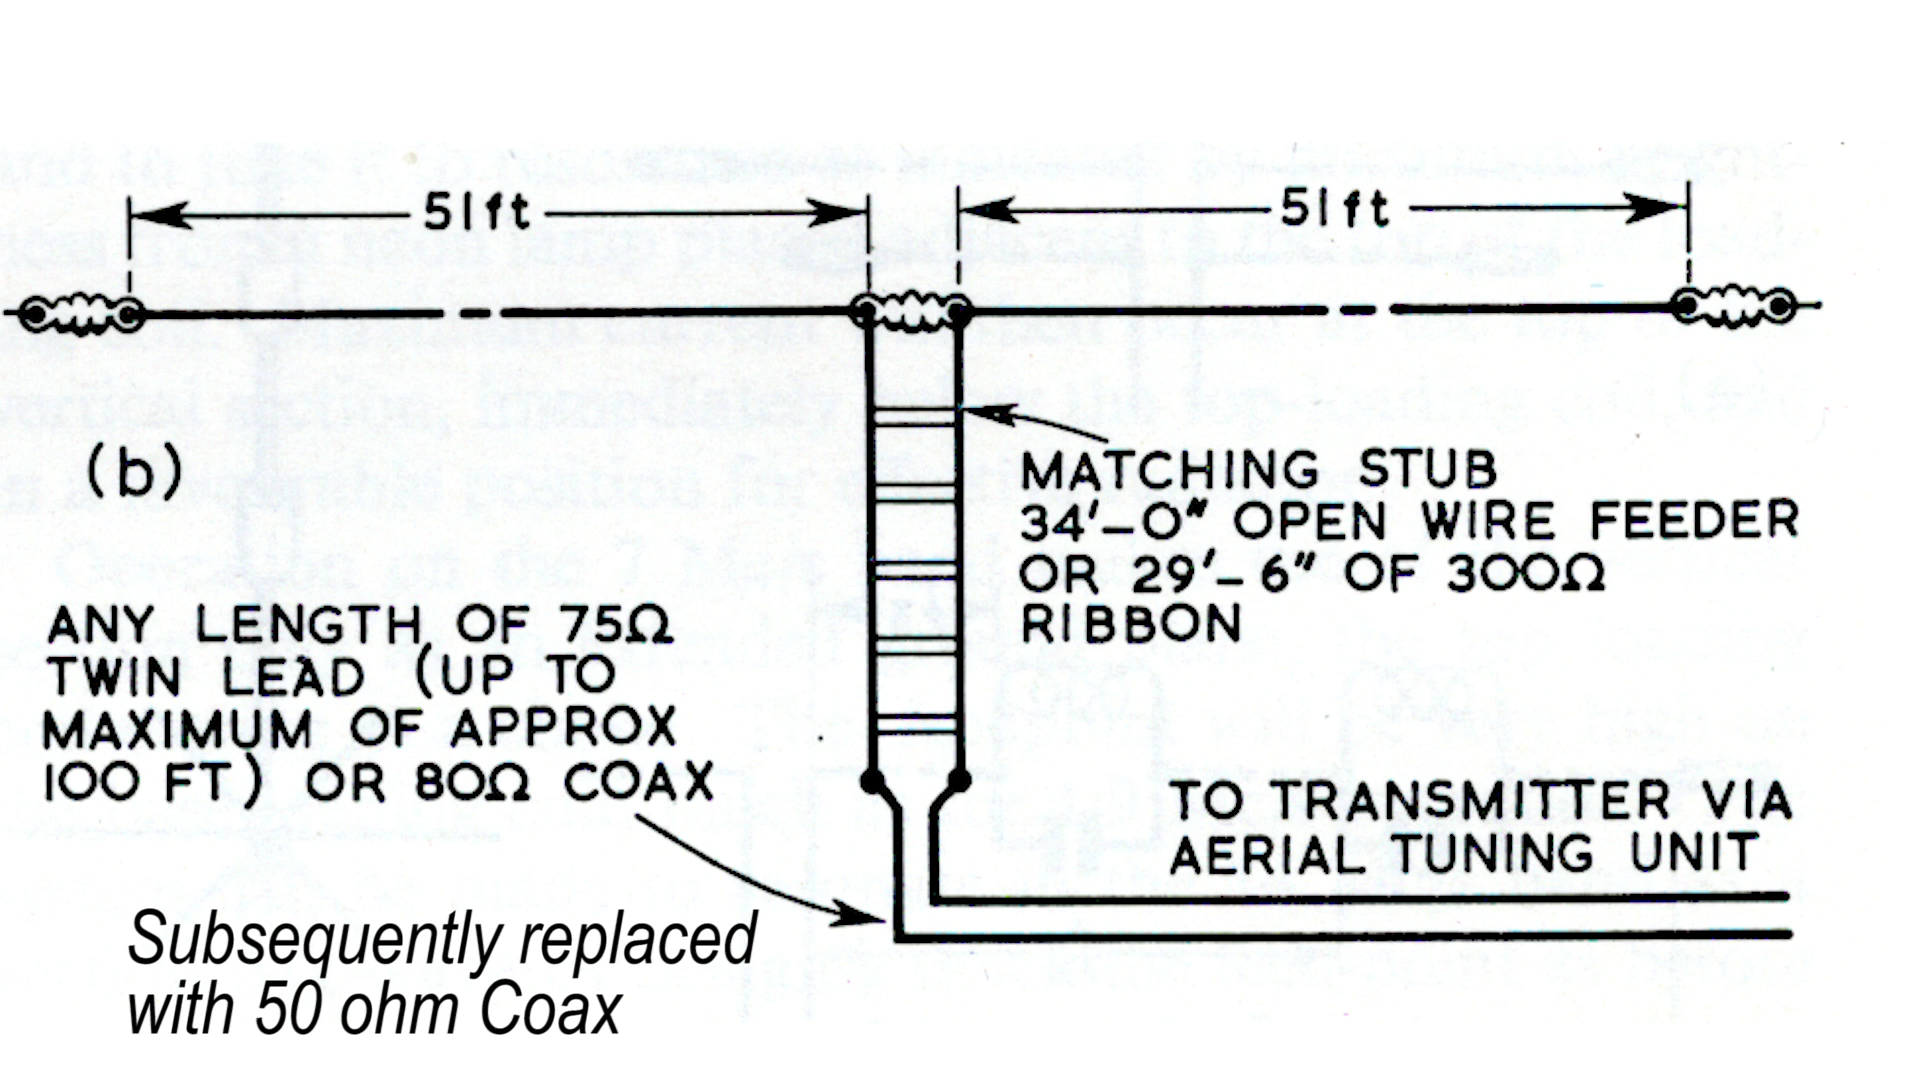 51ft
51ft
(b)
MATCHING STUB
34'-0" OPEN WIRE FEEDER
OR 29'-6" OF 300Ω
RIBBON
ANY LENGTH OF 75Ω
TWIN LEAD (UP TO
MAXIMUM OF APPROX
100 FT) OR 80Ω COAX
TO TRANSMITTER VIA
AERIAL TUNING UNIT
Subsequently replaced
with 50 ohm Coax